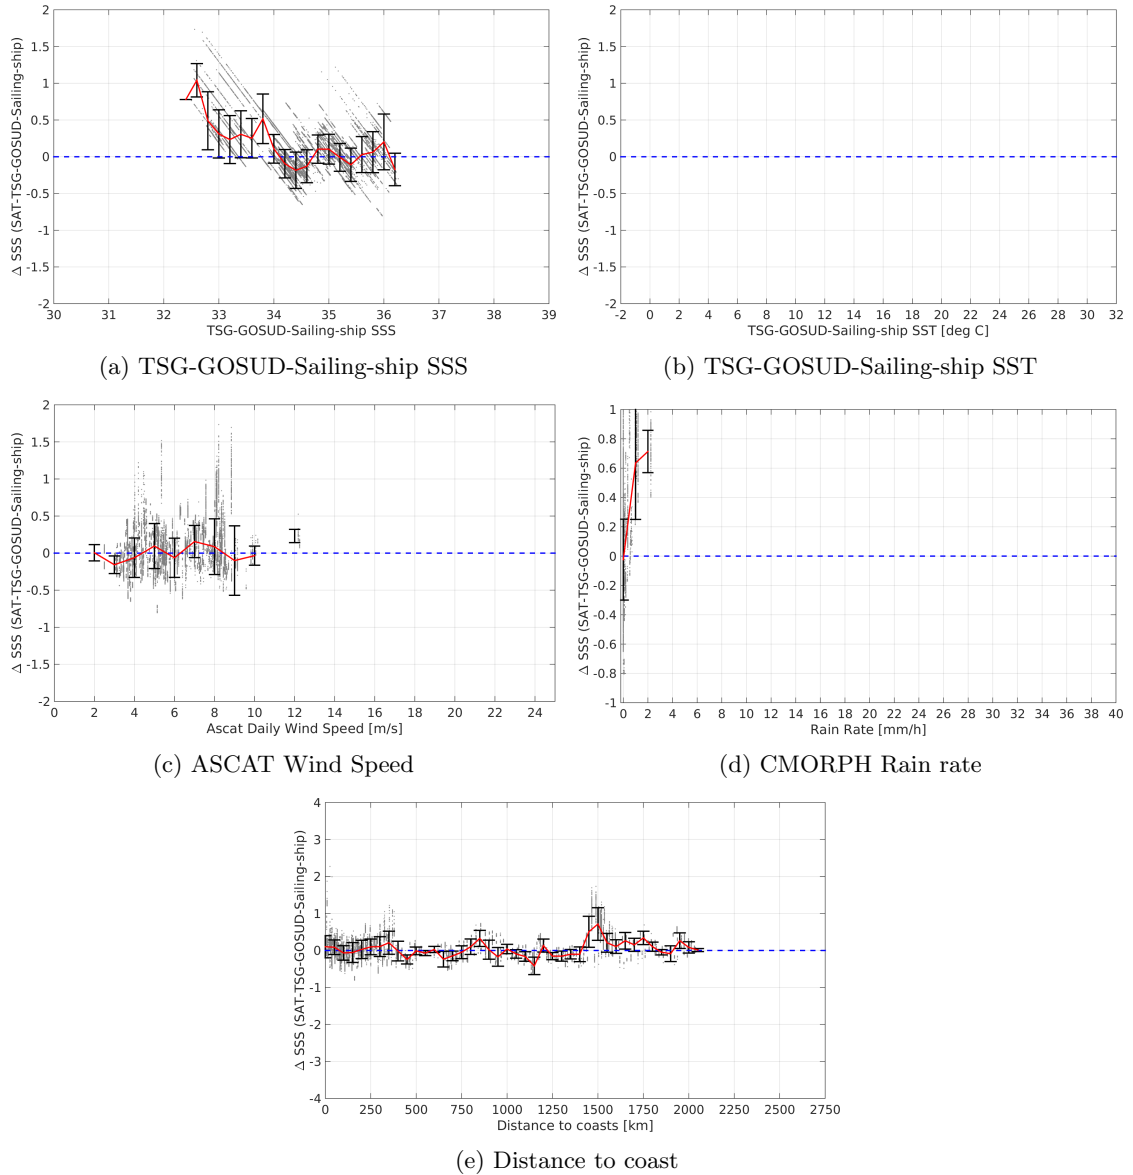 2
1.5
1
0.5
0
-0.5
-1
-1.5
-2
Δ SSS (SAT-TSG-GOSUD-Sailing-ship)
30 31 32 33 34 35 36 37 38 39
TSG-GOSUD-Sailing-ship SSS
(a) TSG-GOSUD-Sailing-ship SSS
2
1.5
1
0.5
0
-0.5
-1
-1.5
-2
Δ SSS (SAT-TSG-GOSUD-Sailing-ship)
-2 0 2 4 6 8 10 12 14 16 18 20 22 24 26 28 30 32
TSG-GOSUD-Sailing-ship SST [deg C]
(b) TSG-GOSUD-Sailing-ship SST
2
1.5
1
0.5
0
-0.5
-1
-1.5
-2
Δ SSS (SAT-TSG-GOSUD-Sailing-ship)
0 2 4 6 8 10 12 14 16 18 20 22 24
Ascat Daily Wind Speed [m/s]
(c) ASCAT Wind Speed
1
0.8
0.6
0.4
0.2
0
-0.2
-0.4
-0.6
-0.8
-1
Δ SSS (SAT-TSG-GOSUD-Sailing-ship)
0 2 4 6 8 10 12 14 16 18 20 22 24 26 28 30 32 34 36 38 40
Rain Rate [mm/h]
(d) CMORPH Rain rate
4
3
2
1
0
-1
-2
-3
-4
Δ SSS (SAT-TSG-GOSUD-Sailing-ship)
0 250 500 750 1000 1250 1500 1750 2000 2250 2500 2750
Distance to coasts [km]
(e) Distance to coast